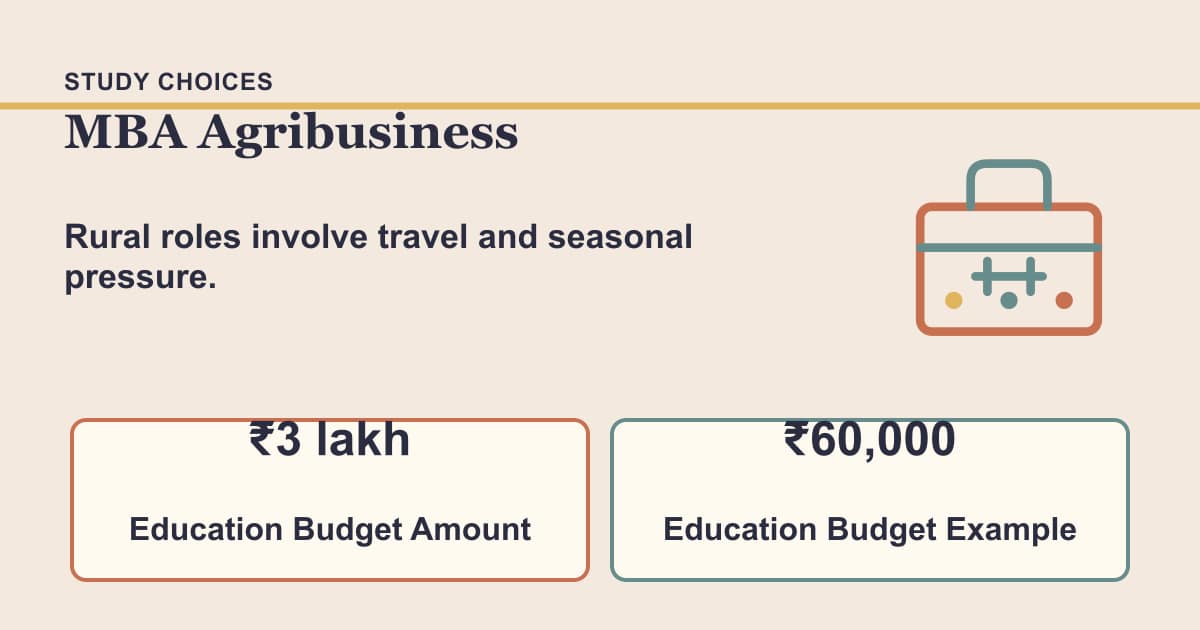 STUDY CHOICES
MBA Agribusiness
Rural roles involve travel and seasonal
pressure.
₹3 lakh
Education Budget Amount
₹60,000
Education Budget Example